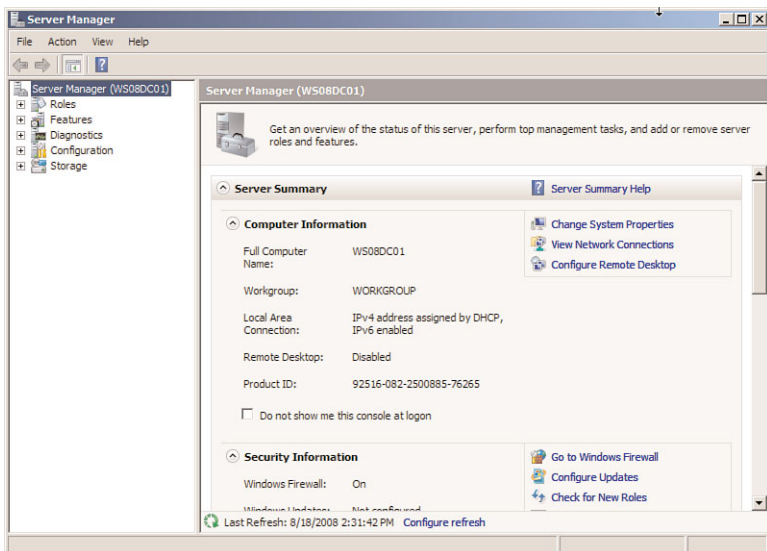 Server Manager
File Action View Help
Server Manager (WS08DC01)
Roles
Features
Diagnostics
Configuration
Storage
Server Manager (WS08DC01)
Get an overview of the status of this server, perform top management tasks, and add or remove server
roles and features.
Server Summary
Server Summary Help
Computer Information
Full Computer
Name:
WS08DC01
Workgroup:
WORKGROUP
Local Area
Connection:
IPv4 address assigned by DHCP,
IPv6 enabled
Remote Desktop:
Disabled
Product ID:
92516-082-2500885-76265
Do not show me this console at logon
Change System Properties
View Network Connections
Configure Remote Desktop
Security Information
Windows Firewall:
On
Windows Updates:
Not configured
Go to Windows Firewall
Configure Updates
Check for New Roles
Last Refresh: 8/18/2008 2:31:42 PM Configure refresh